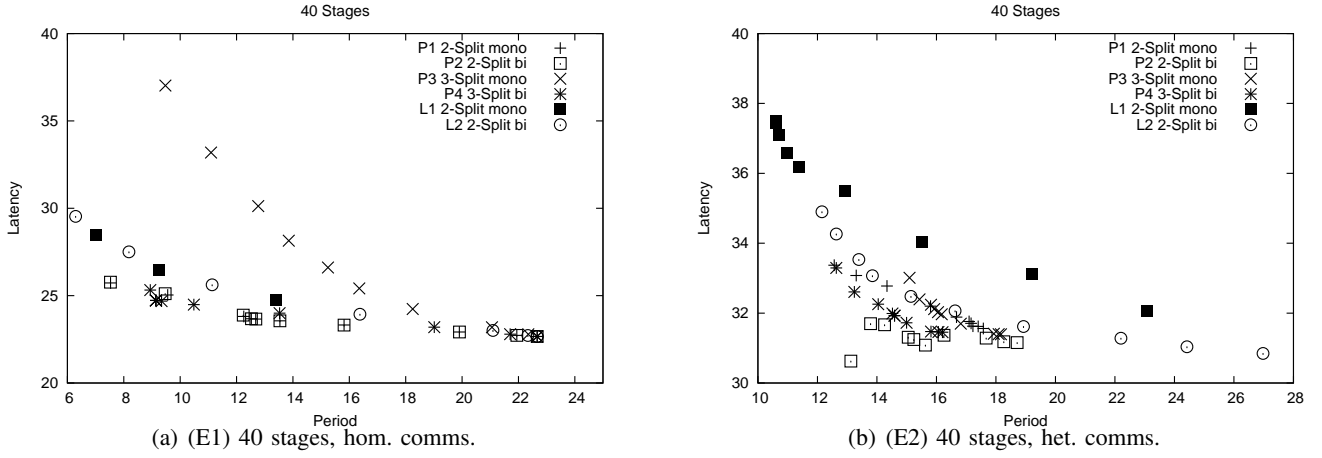 40 Stages
40
35
30
25
20
6 8 10 12 14 16 18 20 22 24
Latency
Period
P1 2-Split mono
P2 2-Split bi
P3 3-Split mono
P4 3-Split bi
L1 2-Split mono
L2 2-Split bi
(a) (E1) 40 stages, hom. comms.
40 Stages
40
38
36
34
32
30
10 12 14 16 18 20 22 24 26 28
Latency
Period
P1 2-Split mono
P2 2-Split bi
P3 3-Split mono
P4 3-Split bi
L1 2-Split mono
L2 2-Split bi
(b) (E2) 40 stages, het. comms.